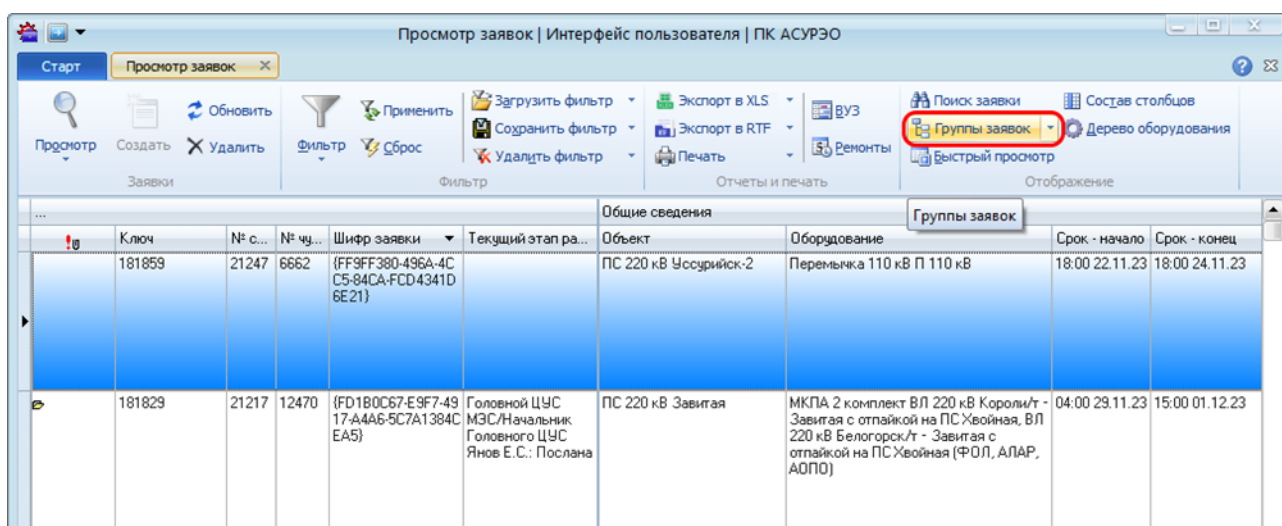 Просмотр заявок | Интерфейс пользователя | ПК АСУРЭО
Старт Просмотр заявок
Просмотр Создать Обновить Удалить
Заявки
Фильтр Применить Сброс Загрузить фильтр Сохранить фильтр Удалить фильтр
Фильтр
Экспорт в XLS Экспорт в RTF Печать ВУЗ Ремонты
Отчеты и печать
Поиск заявки Группы заявок Быстрый просмотр Состав столбцов Дерево оборудования
Отображение
Группы заявок
... Общие сведения
Ключ № с... № чу... Шифр заявки Текущий этап ра... Объект Оборудование Срок - начало Срок - конец
181859 21247 6662 {FF9FF380-496A-4C ПС 220 кВ Уссурийск-2 Перемычка 110 кВ П 110 кВ 18:00 22.11.23 18:00 24.11.23
C5-84CA-FCD4341D
6E21}
181829 21217 12470 {FD1B0C67-E9F7-49 Головной ЦУС ПС 220 кВ Завитая МКПА 2 комплект ВЛ 220 кВ Короли/т - 04:00 29.11.23 15:00 01.12.23
17-A4A6-5C7A1384C МЭС/Начальник Завитая с отпайкой на ПС Хвойная, ВЛ
EA5} Головного ЦУС 220 кВ Белогорск/т - Завитая с
Янов Е.С.: Послана отпайкой на ПС Хвойная (ФОЛ, АЛАР,
АОПО)